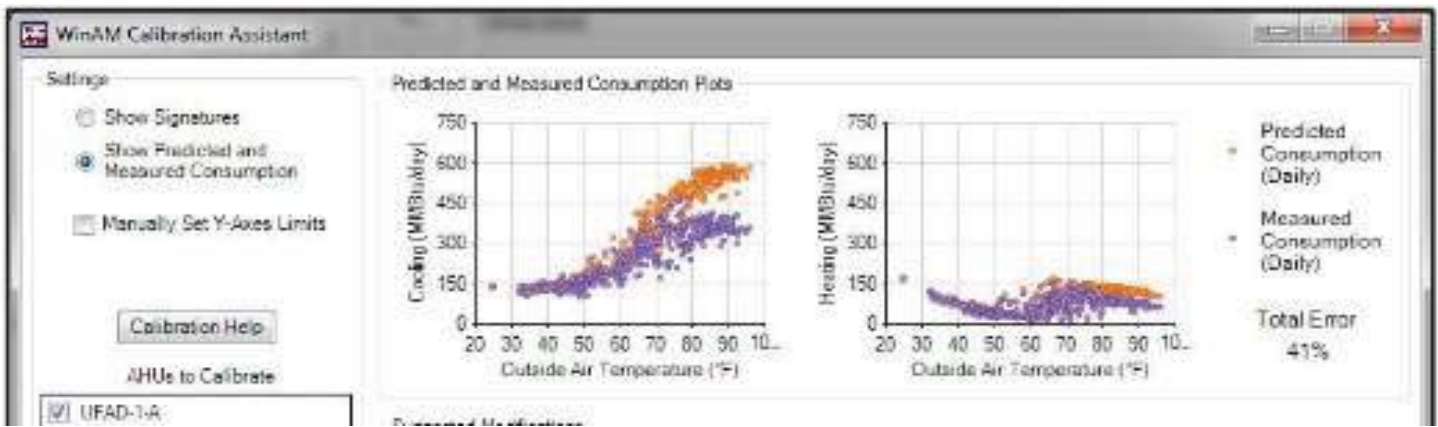 WinAM Calibration Assistant
Settings
Show Signatures
Show Predicted and
Measured Consumption
Manually Set Y-Axes Limits
Calibration Help
AHUs to Calibrate
UFAD-1-A
Predicted and Measured Consumption Plots
Cooling (MMBtu/day)
750
600
450
300
150
0
20 30 40 50 60 70 80 90 10...
Outside Air Temperature (°F)
Heating (MMBtu/day)
750
600
450
300
150
0
20 30 40 50 60 70 80 90 10...
Outside Air Temperature (°F)
Predicted
Consumption
(Daily)
Measured
Consumption
(Daily)
Total Error
41%